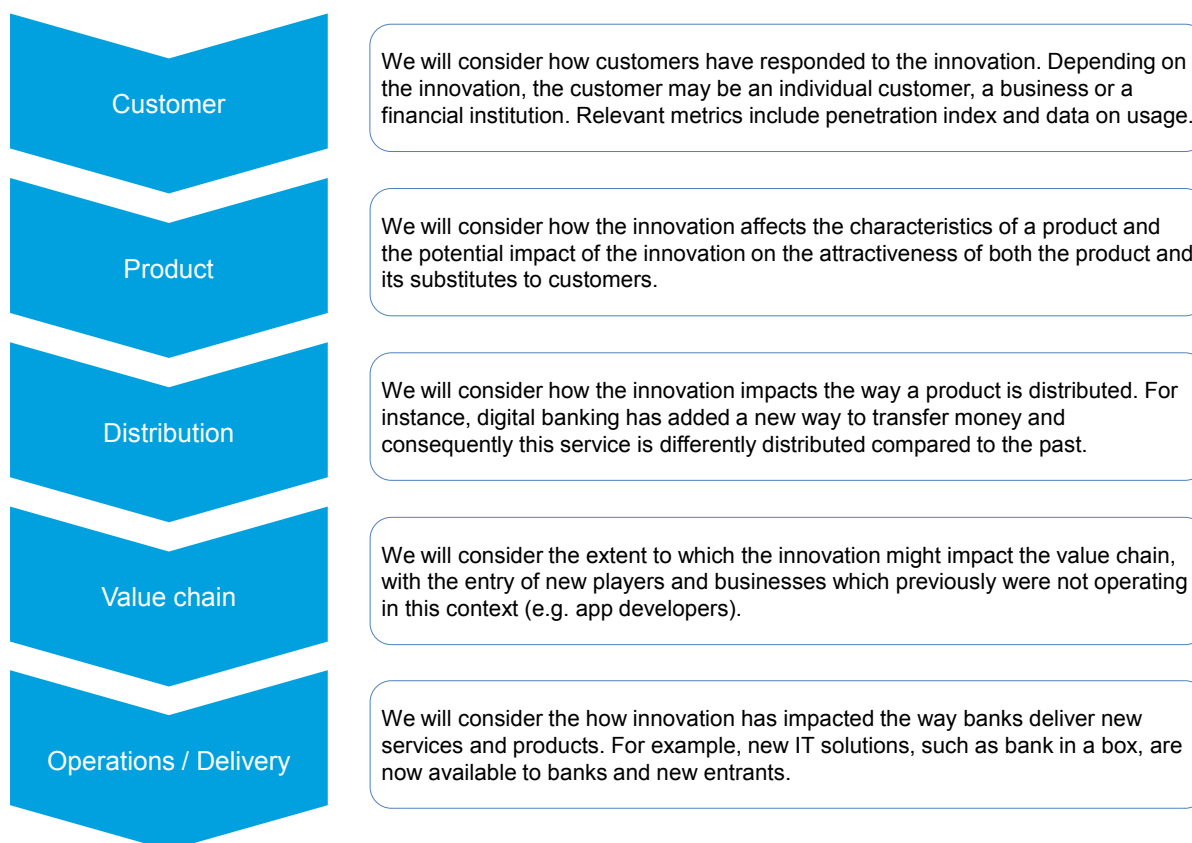 Customer
We will consider how customers have responded to the innovation. Depending on
the innovation, the customer may be an individual customer, a business or a
financial institution. Relevant metrics include penetration index and data on usage.
Product
We will consider how the innovation affects the characteristics of a product and
the potential impact of the innovation on the attractiveness of both the product and
its substitutes to customers.
Distribution
We will consider how the innovation impacts the way a product is distributed. For
instance, digital banking has added a new way to transfer money and
consequently this service is differently distributed compared to the past.
Value chain
We will consider the extent to which the innovation might impact the value chain,
with the entry of new players and businesses which previously were not operating
in this context (e.g. app developers).
Operations / Delivery
We will consider the how innovation has impacted the way banks deliver new
services and products. For example, new IT solutions, such as bank in a box, are
now available to banks and new entrants.